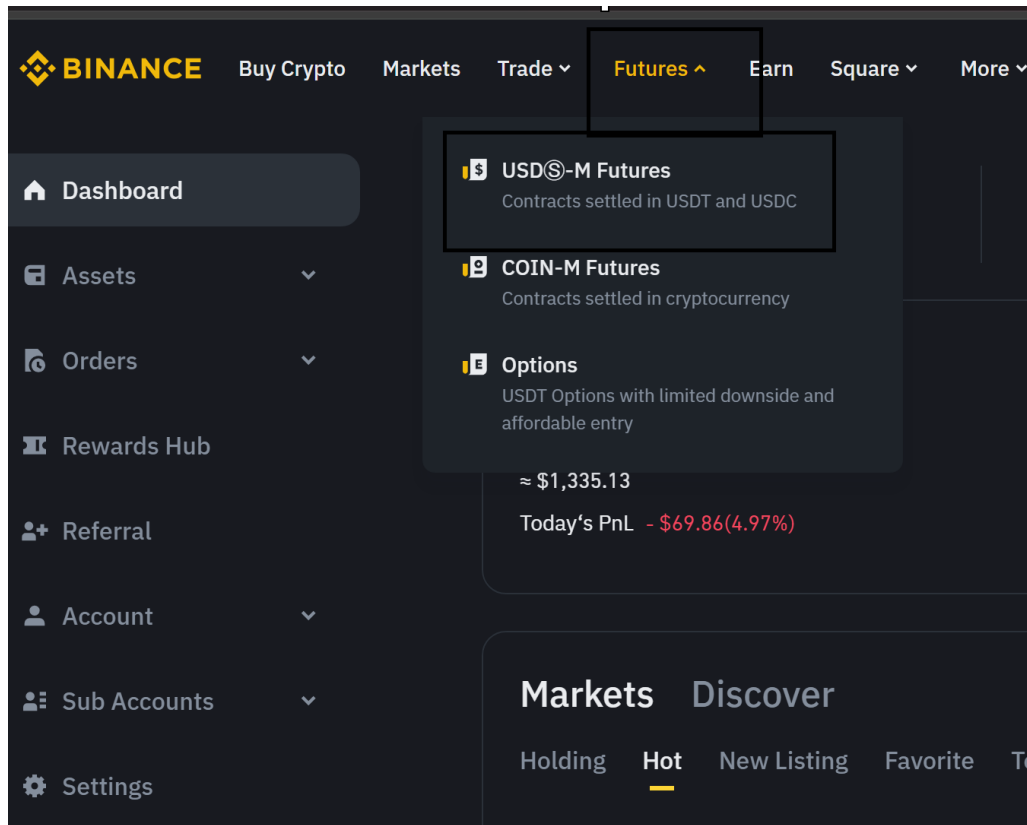 BINANCE Buy Crypto Markets Trade Futures Earn Square More
USDⓈ-M Futures
Contracts settled in USDT and USDC
COIN-M Futures
Contracts settled in cryptocurrency
Options
USDT Options with limited downside and
affordable entry
Dashboard
Assets
Orders
Rewards Hub
Referral
Account
Sub Accounts
Settings
≈ $1,335.13
Today‘s PnL - $69.86(4.97%)
Markets Discover
Holding Hot New Listing Favorite